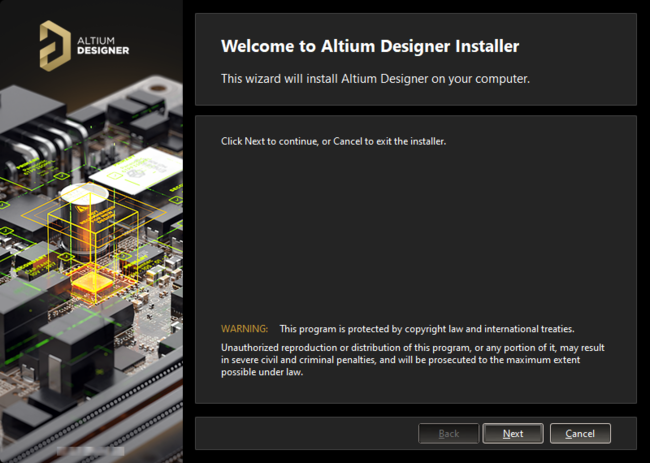 ALTIUM
DESIGNER
Welcome to Altium Designer Installer
This wizard will install Altium Designer on your computer.
Click Next to continue, or Cancel to exit the installer.
WARNING: This program is protected by copyright law and international treaties.
Unauthorized reproduction or distribution of this program, or any portion of it, may result
in severe civil and criminal penalties, and will be prosecuted to the maximum extent
possible under law.
Back Next Cancel